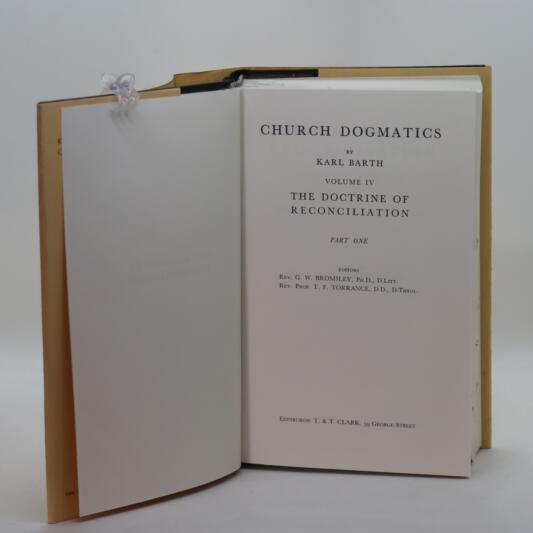 CHURCH DOGMATICS
BY
KARL BARTH
VOLUME IV
THE DOCTRINE OF
RECONCILIATION
PART ONE
EDITORS
Rev. G. W. BROMILEY, Ph.D., D.Litt.
Rev. Prof. T. F. TORRANCE, D.D., D.Theol.
Edinburgh: T. & T. CLARK, 59 George Street